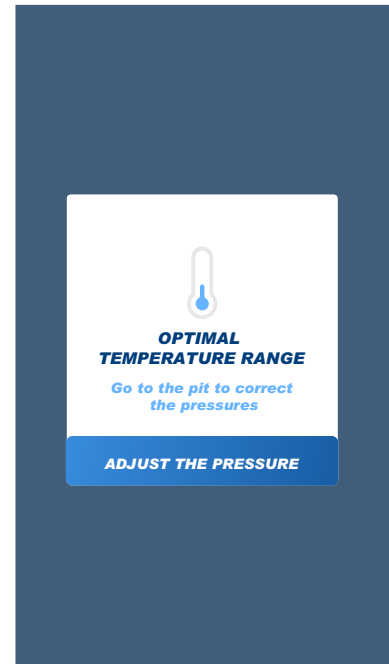 OPTIMAL
TEMPERATURE RANGE
Go to the pit to correct
the pressures
ADJUST THE PRESSURE